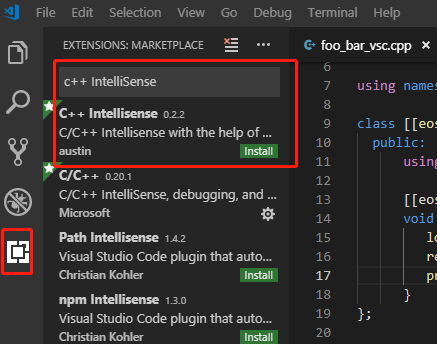 File Edit Selection View Go Debug Terminal
EXTENSIONS: MARKETPLACE
c++ IntelliSense
C++ Intellisense 0.2.2
C/C++ Intellisense with the help of ...
austin Install
C/C++ 0.20.1
C/C++ IntelliSense, debugging, and ...
Microsoft
Path Intellisense 1.4.2
Visual Studio Code plugin that auto...
Christian Kohler Install
npm Intellisense 1.3.0
Visual Studio Code plugin that auto...
Christian Kohler Install
foo_bar_vsc.cpp
6
7 using names
8
9 class [[eos
10 public:
11 using
12
13 [[eos
14 void
15 lo
16 re
17 pr
18 }
19 };
20